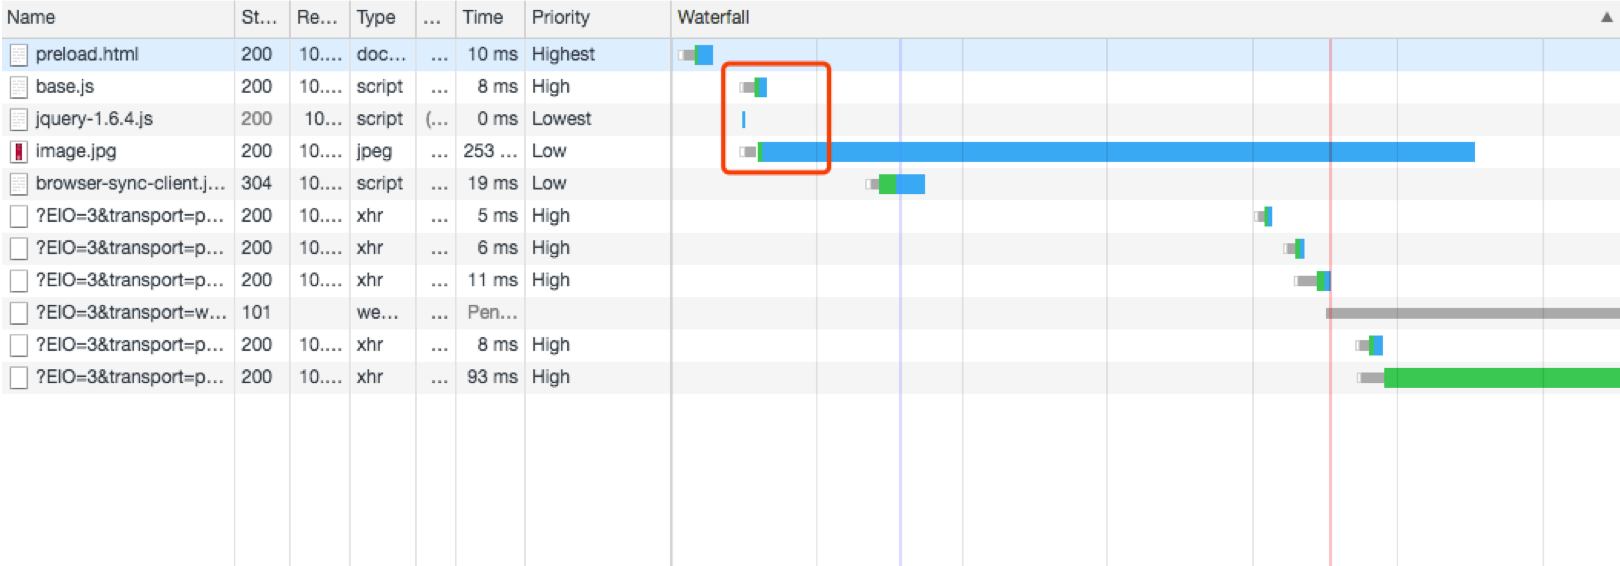 Name St... Re... Type ... Time Priority Waterfall
preload.html 200 10.... doc... ... 10 ms Highest
base.js 200 10.... script ... 8 ms High
jquery-1.6.4.js 200 10... script (... 0 ms Lowest
image.jpg 200 10.... jpeg ... 253 ... Low
browser-sync-client.j... 304 10.... script ... 19 ms Low
?EIO=3&transport=p... 200 10.... xhr ... 5 ms High
?EIO=3&transport=p... 200 10.... xhr ... 6 ms High
?EIO=3&transport=p... 200 10.... xhr ... 11 ms High
?EIO=3&transport=w... 101 we... ... Pen...
?EIO=3&transport=p... 200 10.... xhr ... 8 ms High
?EIO=3&transport=p... 200 10.... xhr ... 93 ms High